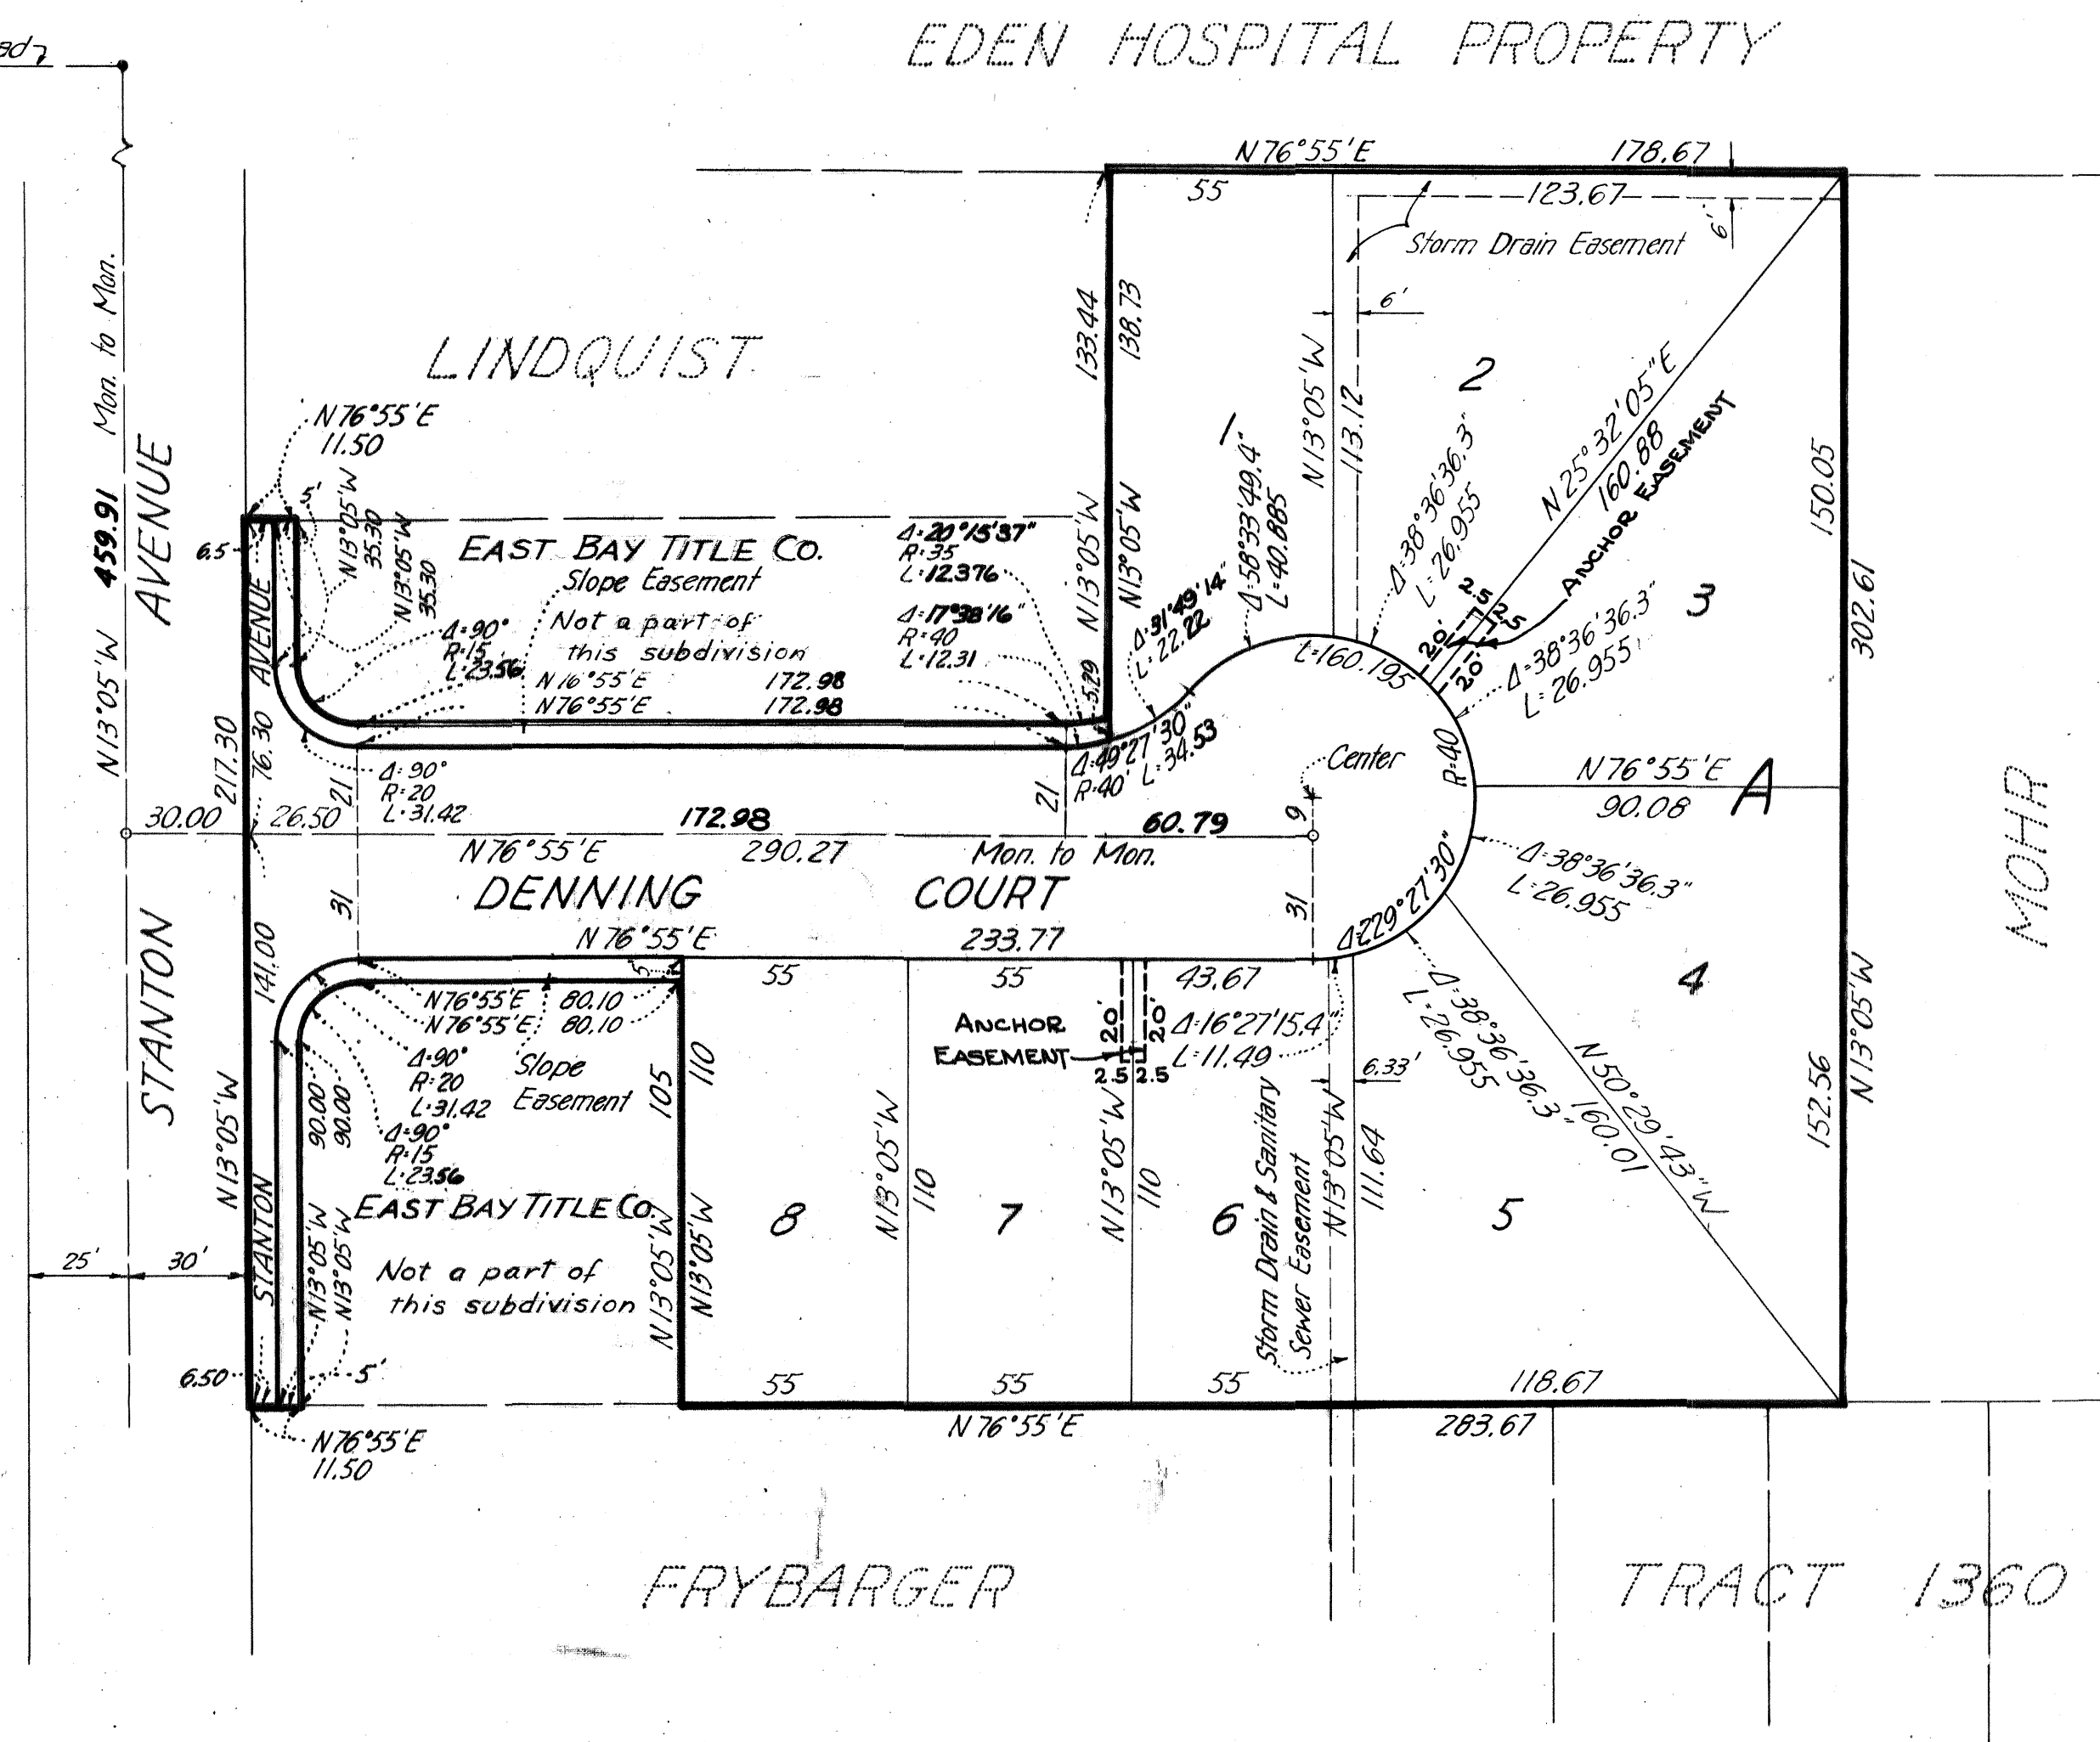 EDEN HOSPITAL PROPERTY
N76°55'E
178.67
55
123.67
6'
Storm Drain Easement
6'
N13°05'W 459.91 Mon. to Mon.
AVENUE
LINDQUIST
133.44
138.73
N13°05'W
113.12
2
N25°32'05"E
160.88
ANCHOR EASEMENT
150.05
302.61
N76°55'E
11.50
5'
N13°05'W
35.30
N13°05'W
35.30
6.5
EAST BAY TITLE CO.
Slope Easement
Not a part of
this subdivision
Δ=20°15'37"
R=35
L=12.376
Δ=17°38'16"
R=40
L=12.31
N13°05'W
N13°05'W
1
Δ=58°33'49.4"
L=40.885
Δ=31°49'14"
L=22.22
Δ=38°36'36.3"
L=26.955
2.5
2.5
20'
20'
3
Δ=38°36'36.3"
L=26.955
AVENUE
Δ=90°
R=15
L=23.56
N16°55'E 172.98
N76°55'E 172.98
5.29
L=160.195
Δ=49°27'30"
R=40' L=34.53
R=40
Center
N76°55'E
90.08
A
MOHR
217.30
76.30
Δ=90°
R=20
L=31.42
21
21
9
30.00
26.50
172.98
60.79
N76°55'E
290.27
Mon. to Mon.
DENNING COURT
31
31
Δ=229°27'30"
Δ=38°36'36.3"
L=26.955
N76°55'E
233.77
STANTON
141.00
5
55
55
43.67
N76°55'E 80.10
N76°55'E 80.10
Δ=90°
R=20
L=31.42
Slope
Easement
Δ=90°
R=15
L=23.56
90.00
90.00
105
110
ANCHOR
EASEMENT
20'
20'
2.5
2.5
Δ=16°27'15.4"
L=11.49
6.33'
Δ=38°36'36.3"
L=26.955
4
N50°29'43"W
160.01
152.56
N13°05'W
N13°05'W
STANTON
N13°05'W
N13°05'W
EAST BAY TITLE CO.
Not a part of
this subdivision
N13°05'W
N13°05'W
8
N13°05'W
110
7
N13°05'W
110
6
Storm Drain & Sanitary
Sewer Easement
N13°05'W
111.64
5
25'
30'
6.50
5'
N76°55'E
11.50
55
55
55
118.67
N76°55'E
283.67
FRYBARGER
TRACT 1360